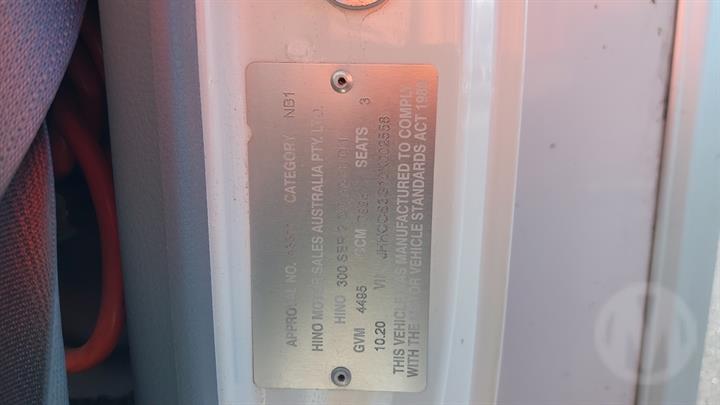 APPROVAL NO. CATEGORY NB1
HINO MOTOR SALES AUSTRALIA PTY. LTD.
HINO 300 SER
GVM 4495 GCM SEATS 3
10.20 VIN
THIS VEHICLE WAS MANUFACTURED TO COMPLY
WITH THE MOTOR VEHICLE STANDARDS ACT 1989